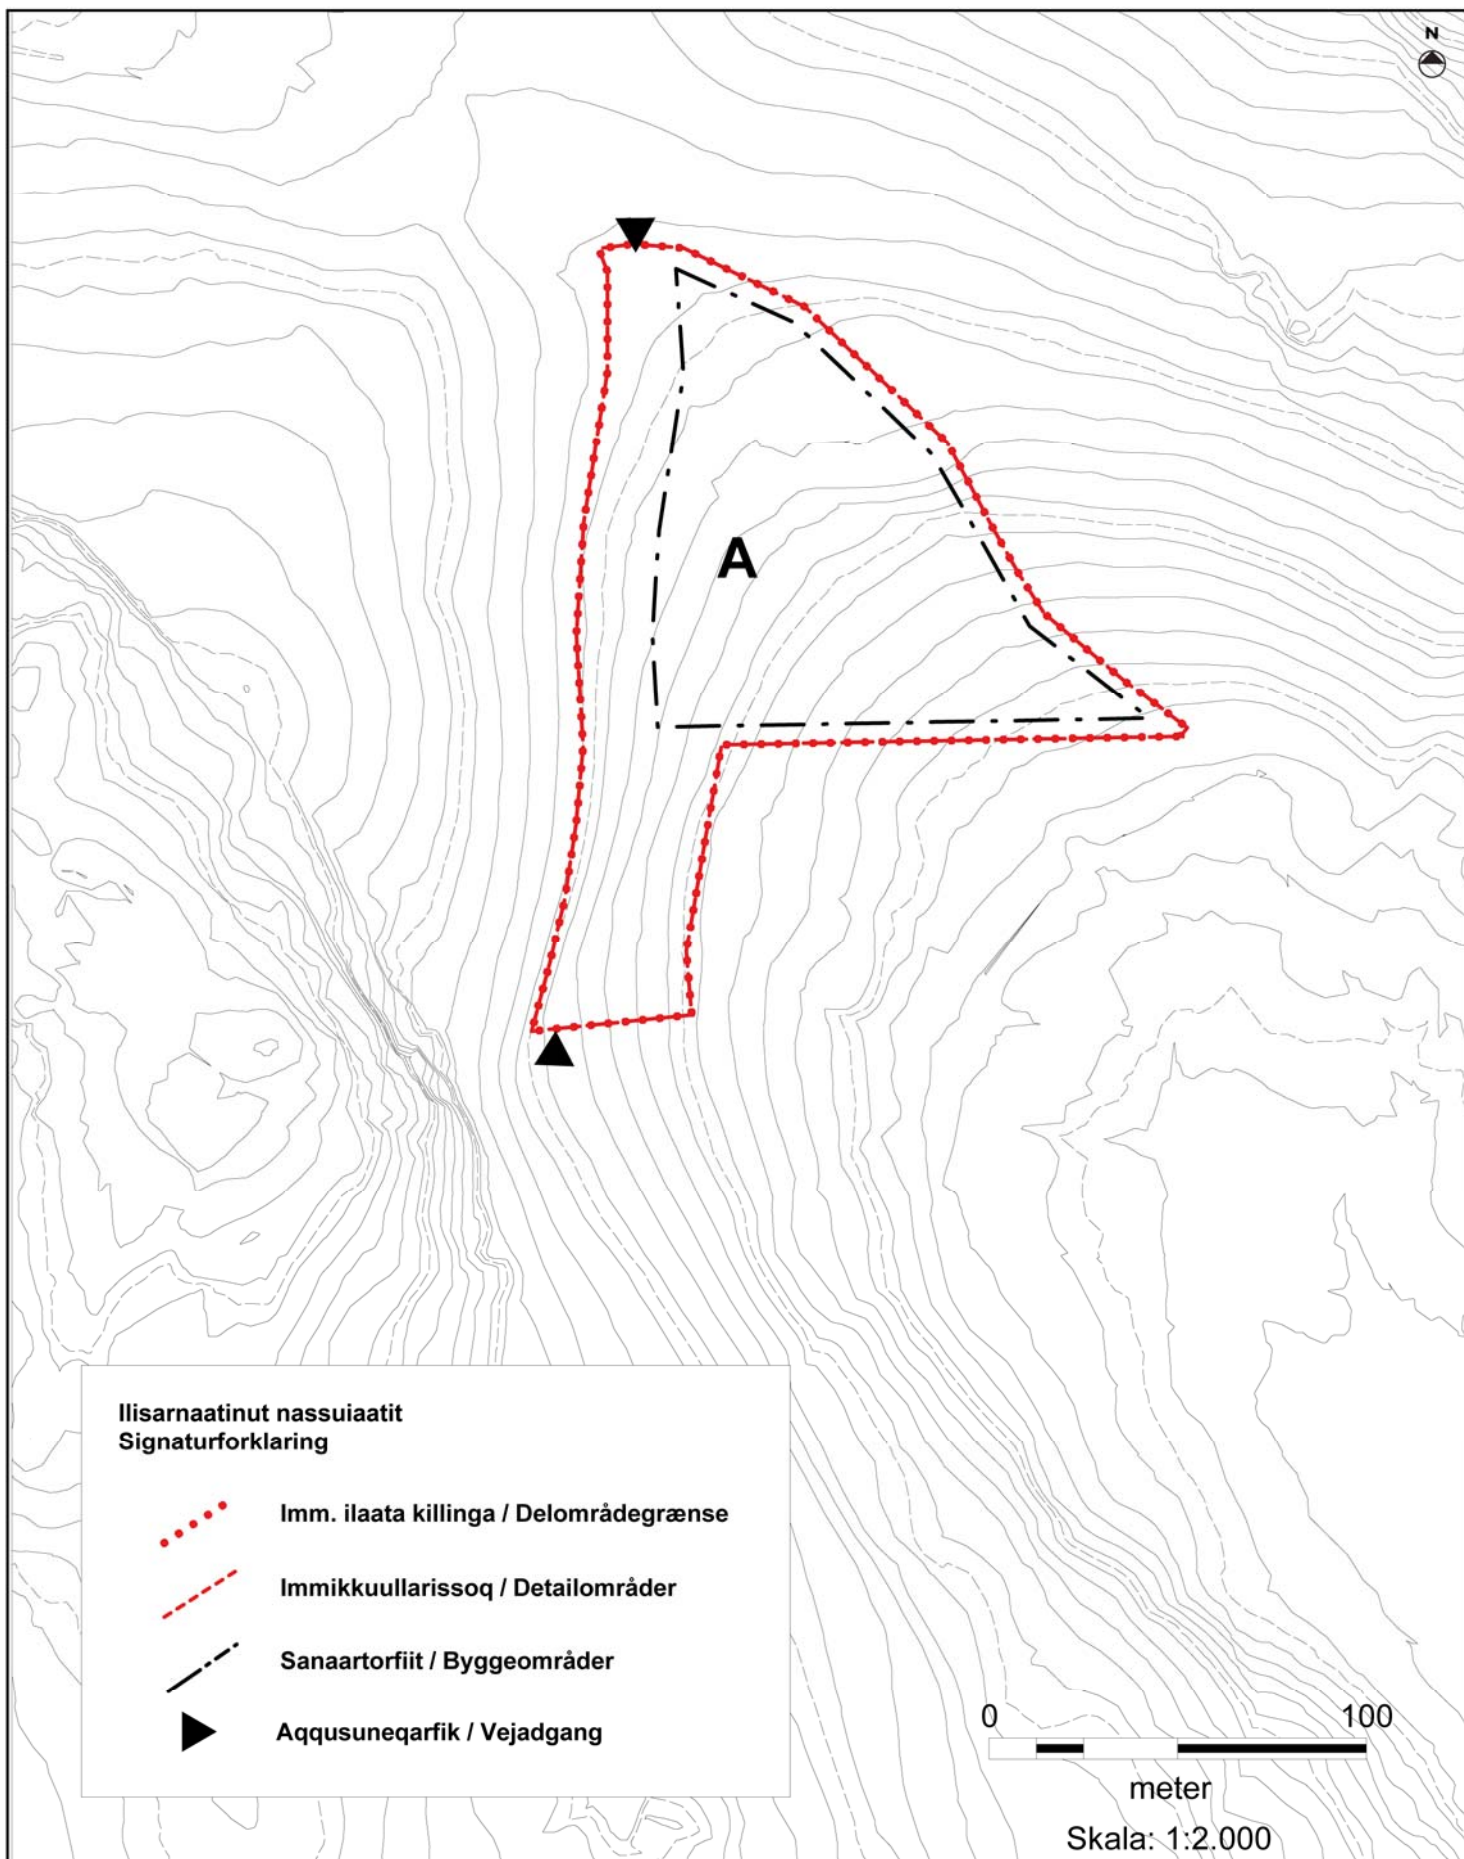 N
A
Ilisarnaatinut nassuiaatit
Signaturforklaring
Imm. ilaata killinga / Delområdegrænse
Immikkuullarissoq / Detailområder
Sanaartorfiit / Byggeområder
Aqqusuneqarfik / Vejadgang
0 100
meter
Skala: 1:2.000